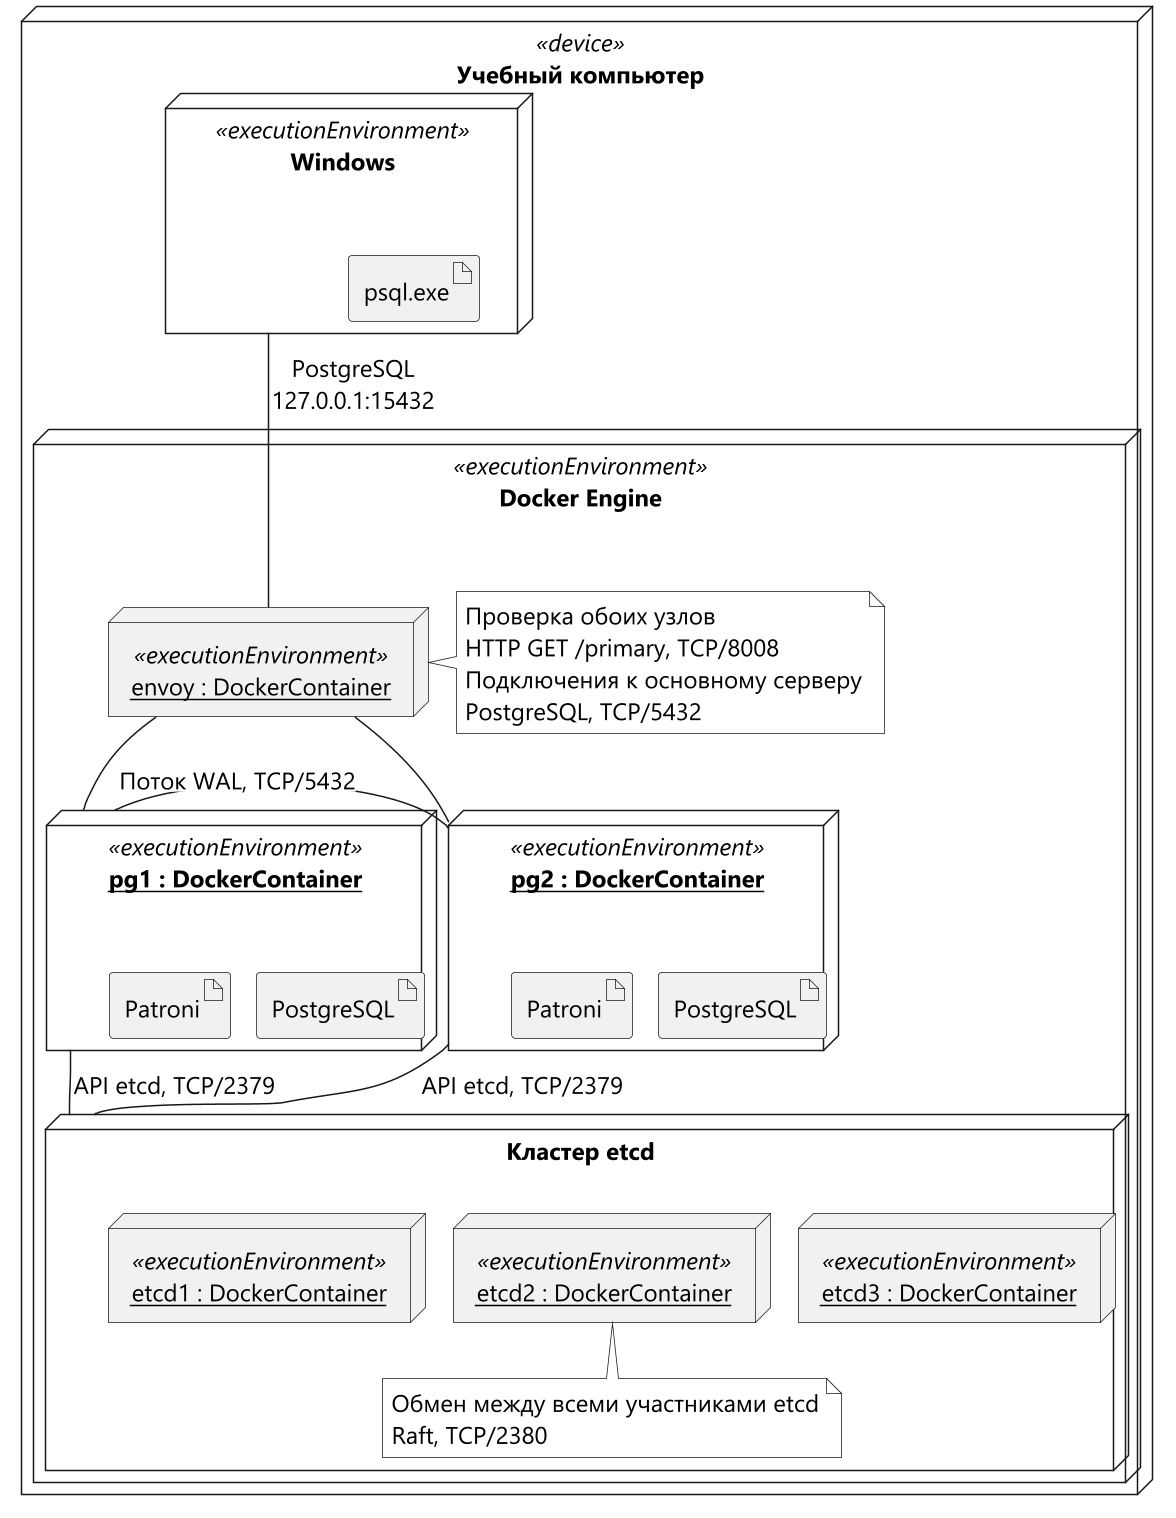 «device»
Учебный компьютер
«executionEnvironment»
Windows
psql.exe
PostgreSQL
127.0.0.1:15432
«executionEnvironment»
Docker Engine
«executionEnvironment»
envoy : DockerContainer
Проверка обоих узлов
HTTP GET /primary, TCP/8008
Подключения к основному серверу
PostgreSQL, TCP/5432
Поток WAL, TCP/5432
«executionEnvironment»
pg1 : DockerContainer
Patroni
PostgreSQL
«executionEnvironment»
pg2 : DockerContainer
Patroni
PostgreSQL
API etcd, TCP/2379
API etcd, TCP/2379
Кластер etcd
«executionEnvironment»
etcd1 : DockerContainer
«executionEnvironment»
etcd2 : DockerContainer
«executionEnvironment»
etcd3 : DockerContainer
Обмен между всеми участниками etcd
Raft, TCP/2380